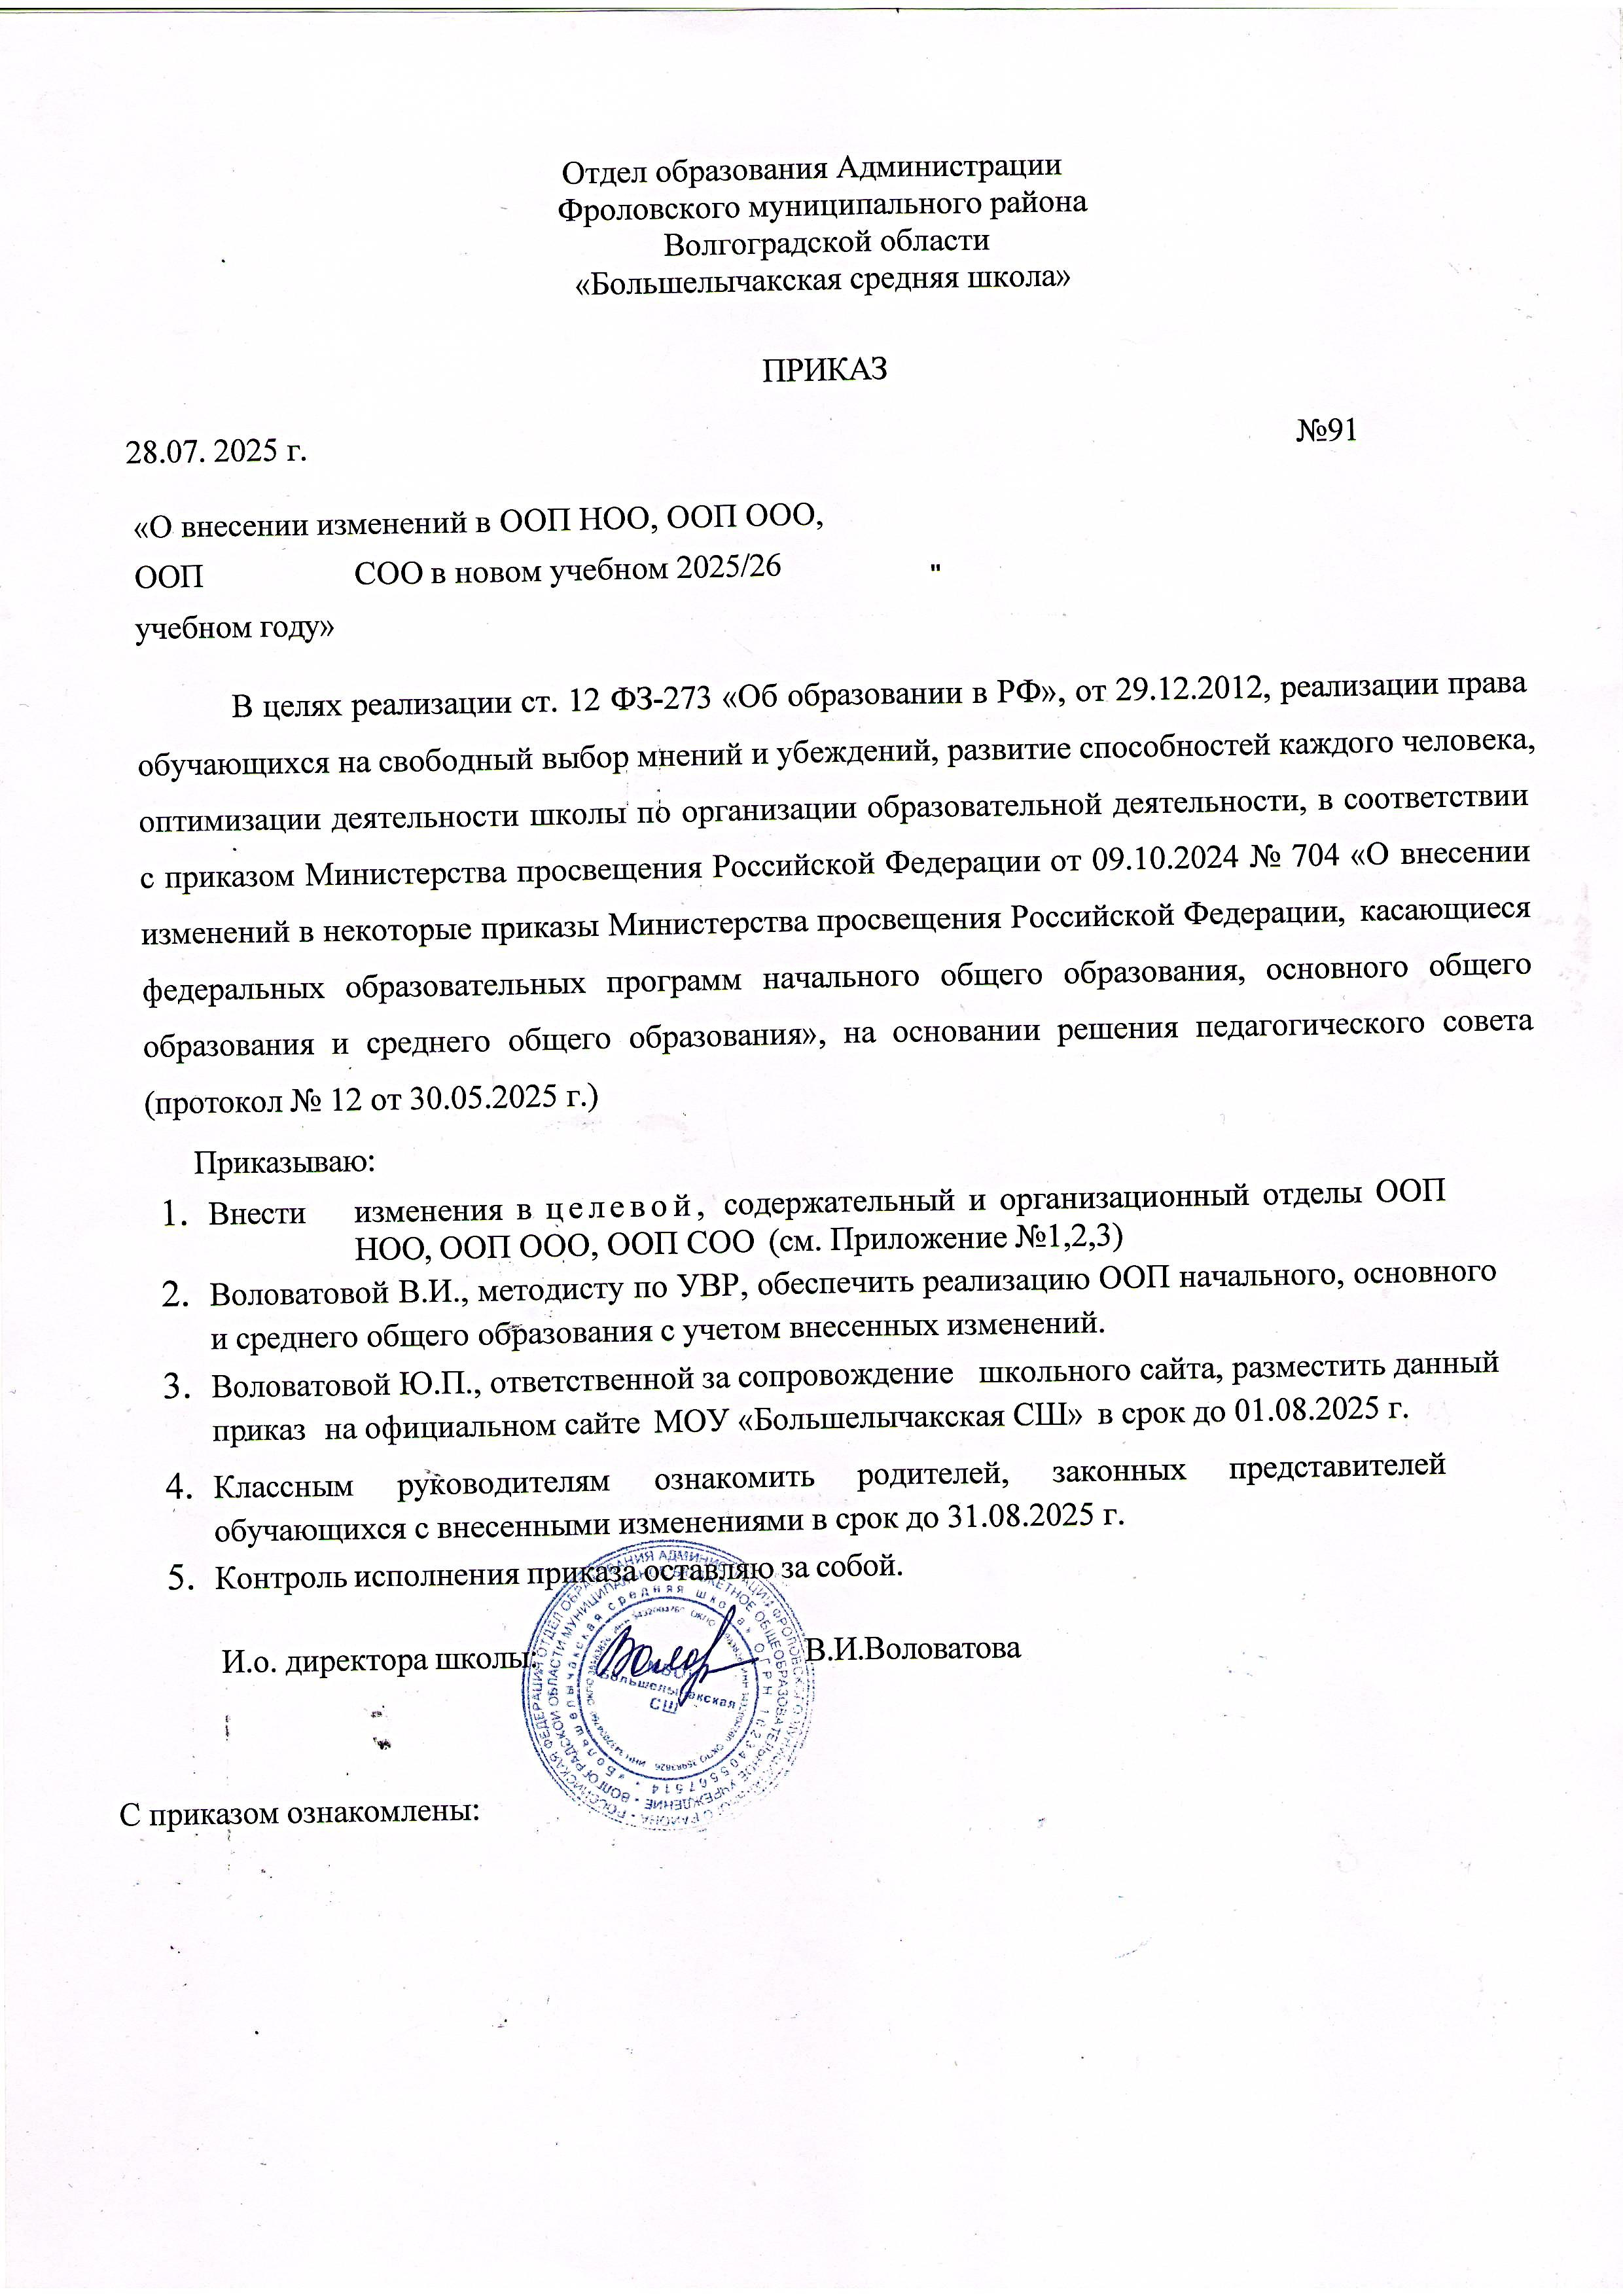 Отдел образования Администрации
Фроловского муниципального района
Волгоградской области
«Большелычакская средняя школа»
ПРИКАЗ
№91
28.07. 2025 г.
«О внесении изменений в ООП НОО, ООП ООО,
ООП СОО в новом учебном 2025/26 "
учебном году»
В целях реализации ст. 12 ФЗ-273 «Об образовании в РФ», от 29.12.2012, реализации права
обучающихся на свободный выбор мнений и убеждений, развитие способностей каждого человека,
оптимизации деятельности школы по организации образовательной деятельности, в соответствии
с приказом Министерства просвещения Российской Федерации от 09.10.2024 № 704 «О внесении
изменений в некоторые приказы Министерства просвещения Российской Федерации, касающиеся
федеральных образовательных программ начального общего образования, основного общего
образования и среднего общего образования», на основании решения педагогического совета
(протокол № 12 от 30.05.2025 г.)
Приказываю:
1. Внести изменения в целевой, содержательный и организационный отделы ООП
НОО, ООП ООО, ООП СОО (см. Приложение №1,2,3)
2. Воловатовой В.И., методисту по УВР, обеспечить реализацию ООП начального, основного
и среднего общего образования с учетом внесенных изменений.
3. Воловатовой Ю.П., ответственной за сопровождение школьного сайта, разместить данный
приказ на официальном сайте МОУ «Большелычакская СШ» в срок до 01.08.2025 г.
4. Классным руководителям ознакомить родителей, законных представителей
обучающихся с внесенными изменениями в срок до 31.08.2025 г.
5. Контроль исполнения приказа оставляю за собой.
И.о. директора школы: В.И.Воловатова
Большелычакская
СШ
С приказом ознакомлены: